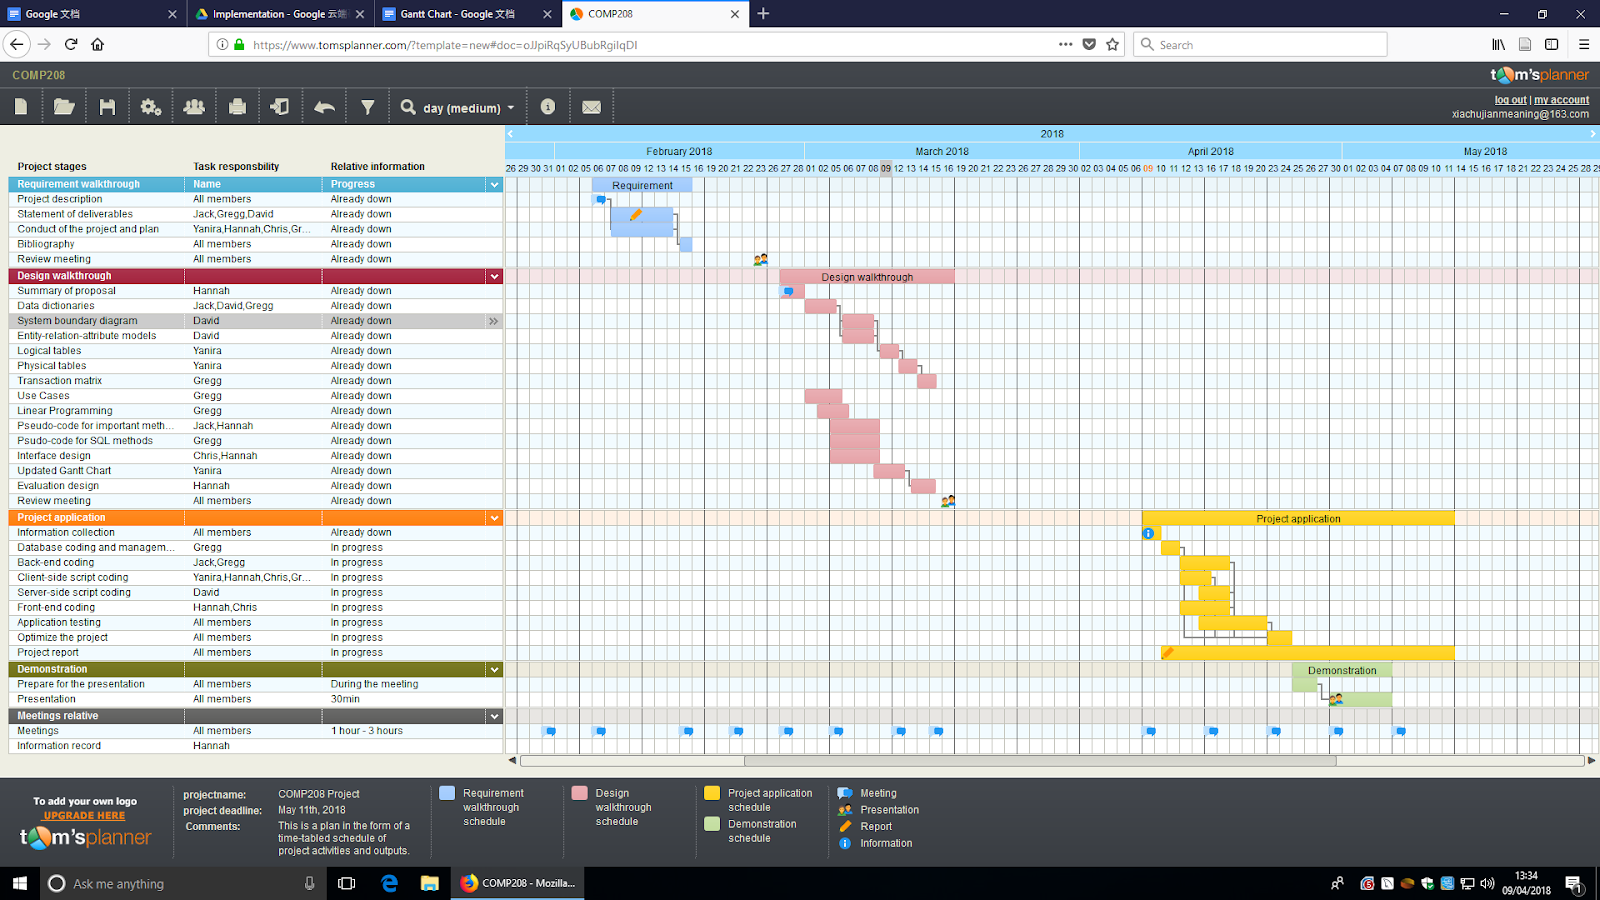 Google 文档
Implementation - Google 云端
Gantt Chart - Google 文档
COMP208
https://www.tomsplanner.com/?template=new#doc=oJJpiRqSyUBubRgilqDI
Search
COMP208
tom'splanner
day (medium)
log out | my account
xiachujianmeaning@163.com
2018
February 2018 March 2018 April 2018 May 2018
Project stages Task responsbility Relative information
26 29 30 31 01 02 05 06 07 08 09 12 13 14 15 16 19 20 21 22 23 26 27 28 01 02 05 06 07 08 09 12 13 14 15 16 19 20 21 22 23 26 27 28 29 30 02 03 04 05 06 09 10 11 12 13 16 17 18 19 20 23 24 25 26 27 30 01 02 03 04 07 08 09 10 11 14 15 16 17 18 21 22 23 24 25 28
Requirement walkthrough Name Progress Requirement
Project description All members Already down
Statement of deliverables Jack,Gregg,David Already down
Conduct of the project and plan Yanira,Hannah,Chris,Gr... Already down
Bibliography All members Already down
Review meeting All members Already down
Design walkthrough Design walkthrough
Summary of proposal Hannah Already down
Data dictionaries Jack,David,Gregg Already down
System boundary diagram David Already down
Entity-relation-attribute models David Already down
Logical tables Yanira Already down
Physical tables Yanira Already down
Transaction matrix Gregg Already down
Use Cases Gregg Already down
Linear Programming Gregg Already down
Pseudo-code for important meth... Jack,Hannah Already down
Psudo-code for SQL methods Gregg Already down
Interface design Chris,Hannah Already down
Updated Gantt Chart Yanira Already down
Evaluation design Hannah Already down
Review meeting All members Already down
Project application Project application
Information collection All members Already down
Database coding and managem... Gregg In progress
Back-end coding Jack,Gregg In progress
Client-side script coding Yanira,Hannah,Chris,Gr... In progress
Server-side script coding David In progress
Front-end coding Hannah,Chris In progress
Application testing All members In progress
Optimize the project All members In progress
Project report All members In progress
Demonstration Demonstration
Prepare for the presentation All members During the meeting
Presentation All members 30min
Meetings relative
Meetings All members 1 hour - 3 hours
Information record Hannah
To add your own logo
UPGRADE HERE
tom'splanner
projectname: COMP208 Project
project deadline: May 11th, 2018
Comments: This is a plan in the form of a
time-tabled schedule of
project activities and outputs.
Requirement
walkthrough
schedule
Design
walkthrough
schedule
Project application
schedule
Demonstration
schedule
Meeting
Presentation
Report
Information
Ask me anything
COMP208 - Mozilla...
13:34
09/04/2018
1